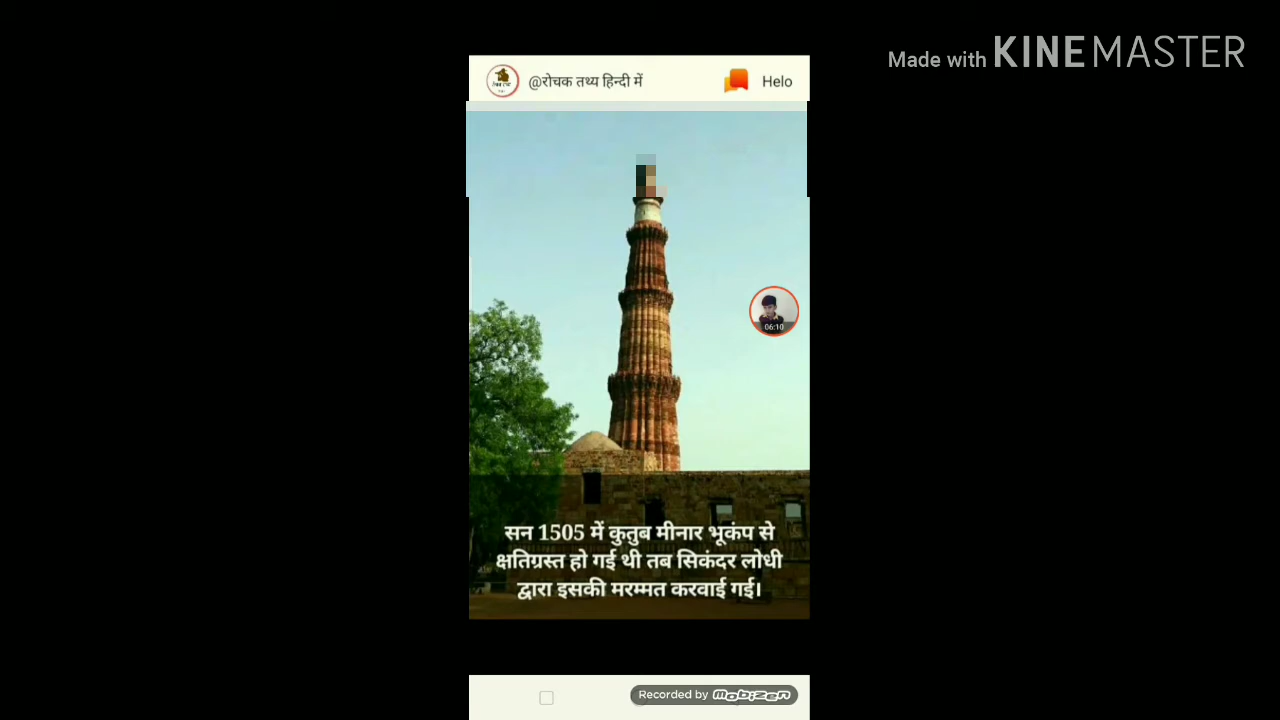 Made with KINEMASTER
@रोचक तथ्य हिन्दी में
Helo
06:10
सन 1505 में कुतुब मीनार भूकंप से
क्षतिग्रस्त हो गई थी तब सिकंदर लोधी
द्वारा इसकी मरम्मत करवाई गई।
Recorded by MOBIZEN